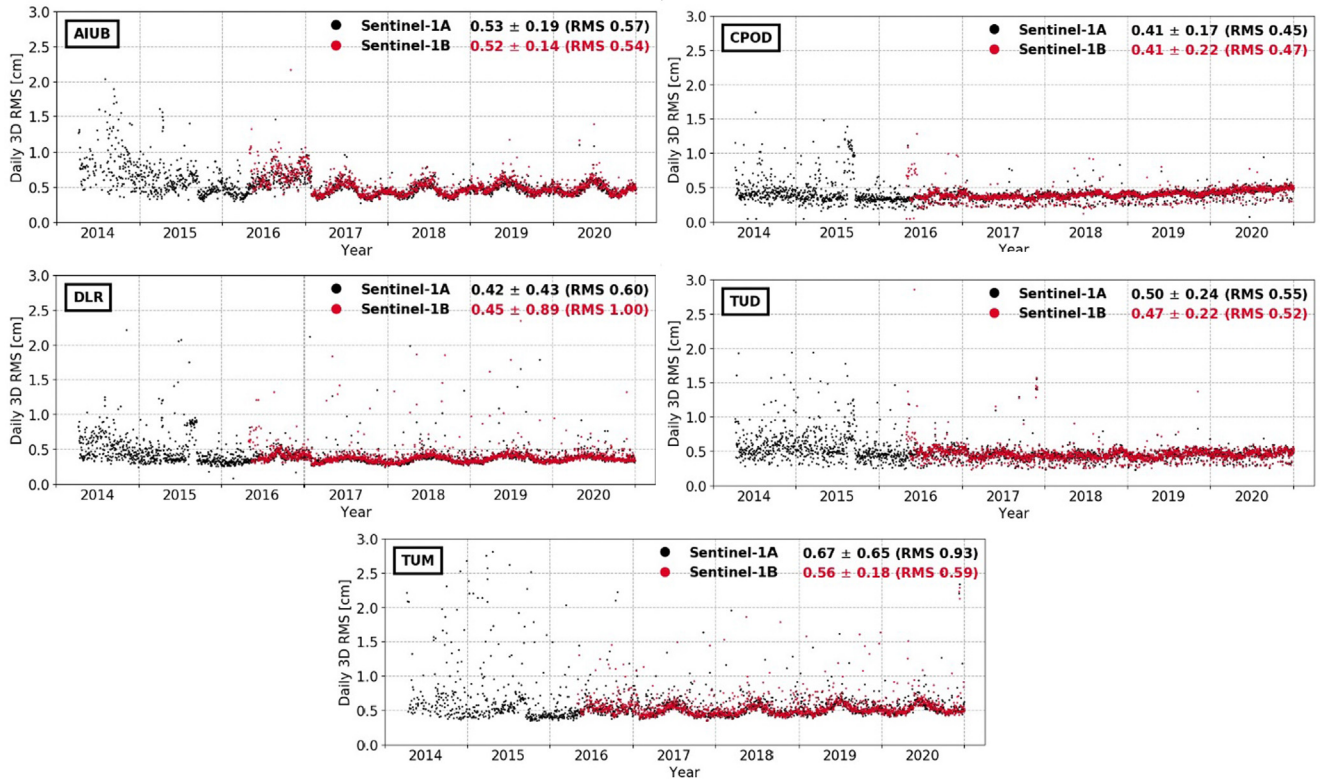 AIUB
Sentinel-1A 0.53 ± 0.19 (RMS 0.57)
Sentinel-1B 0.52 ± 0.14 (RMS 0.54)
Daily 3D RMS [cm]
3.0
2.5
2.0
1.5
1.0
0.5
0.0
2014 2015 2016 2017 2018 2019 2020
Year
CPOD
Sentinel-1A 0.41 ± 0.17 (RMS 0.45)
Sentinel-1B 0.41 ± 0.22 (RMS 0.47)
Daily 3D RMS [cm]
3.0
2.5
2.0
1.5
1.0
0.5
0.0
2014 2015 2016 2017 2018 2019 2020
Year
DLR
Sentinel-1A 0.42 ± 0.43 (RMS 0.60)
Sentinel-1B 0.45 ± 0.89 (RMS 1.00)
Daily 3D RMS [cm]
3.0
2.5
2.0
1.5
1.0
0.5
0.0
2014 2015 2016 2017 2018 2019 2020
Year
TUD
Sentinel-1A 0.50 ± 0.24 (RMS 0.55)
Sentinel-1B 0.47 ± 0.22 (RMS 0.52)
Daily 3D RMS [cm]
3.0
2.5
2.0
1.5
1.0
0.5
0.0
2014 2015 2016 2017 2018 2019 2020
Year
TUM
Sentinel-1A 0.67 ± 0.65 (RMS 0.93)
Sentinel-1B 0.56 ± 0.18 (RMS 0.59)
Daily 3D RMS [cm]
3.0
2.5
2.0
1.5
1.0
0.5
0.0
2014 2015 2016 2017 2018 2019 2020
Year